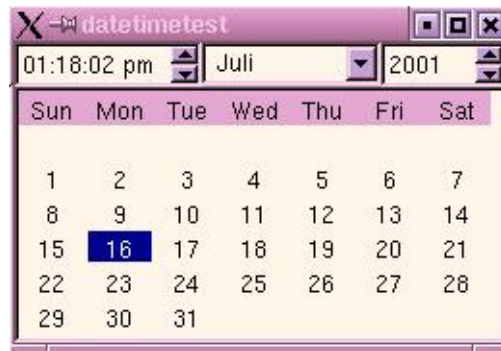 datetimetest
01:18:02 pm Juli 2001
Sun Mon Tue Wed Thu Fri Sat
1 2 3 4 5 6 7
8 9 10 11 12 13 14
15 16 17 18 19 20 21
22 23 24 25 26 27 28
29 30 31